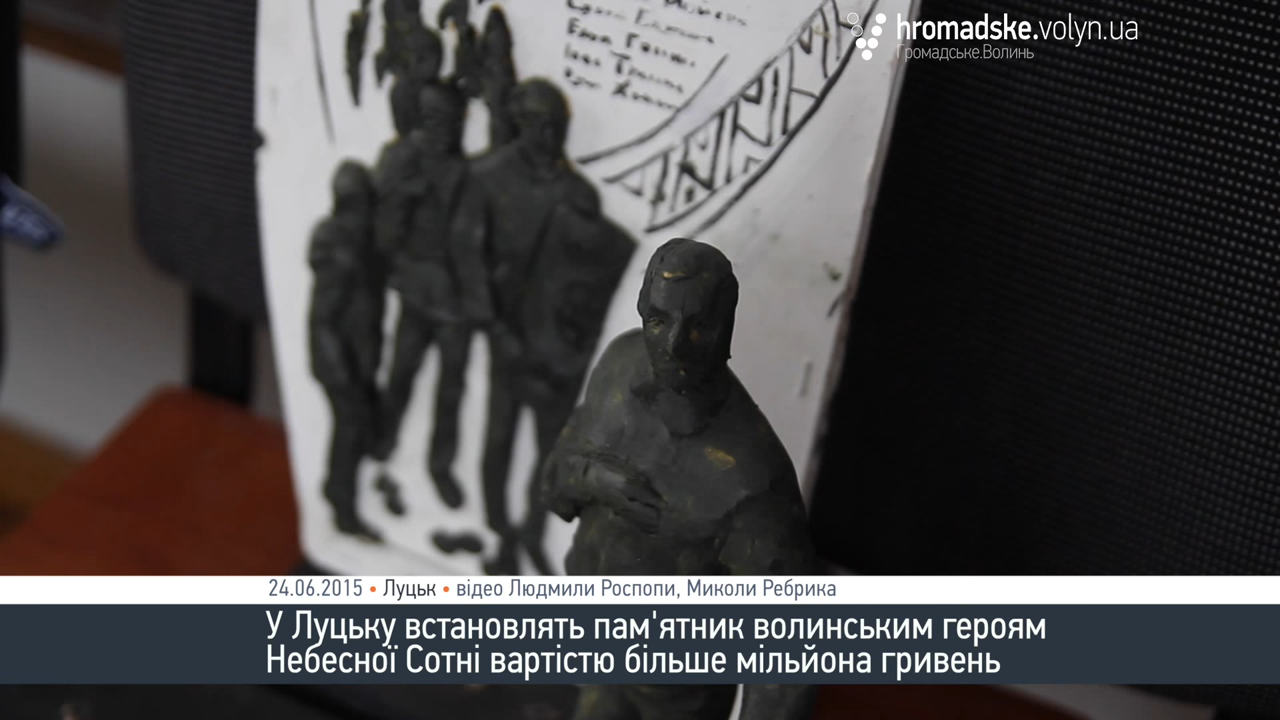 hromadske.volyn.ua
Громадське.Волинь
24.06.2015 • Луцьк • відео Людмили Роспопи, Миколи Ребрика
У Луцьку встановлять пам'ятник волинським героям
Небесної Сотні вартістю більше мільйона гривень